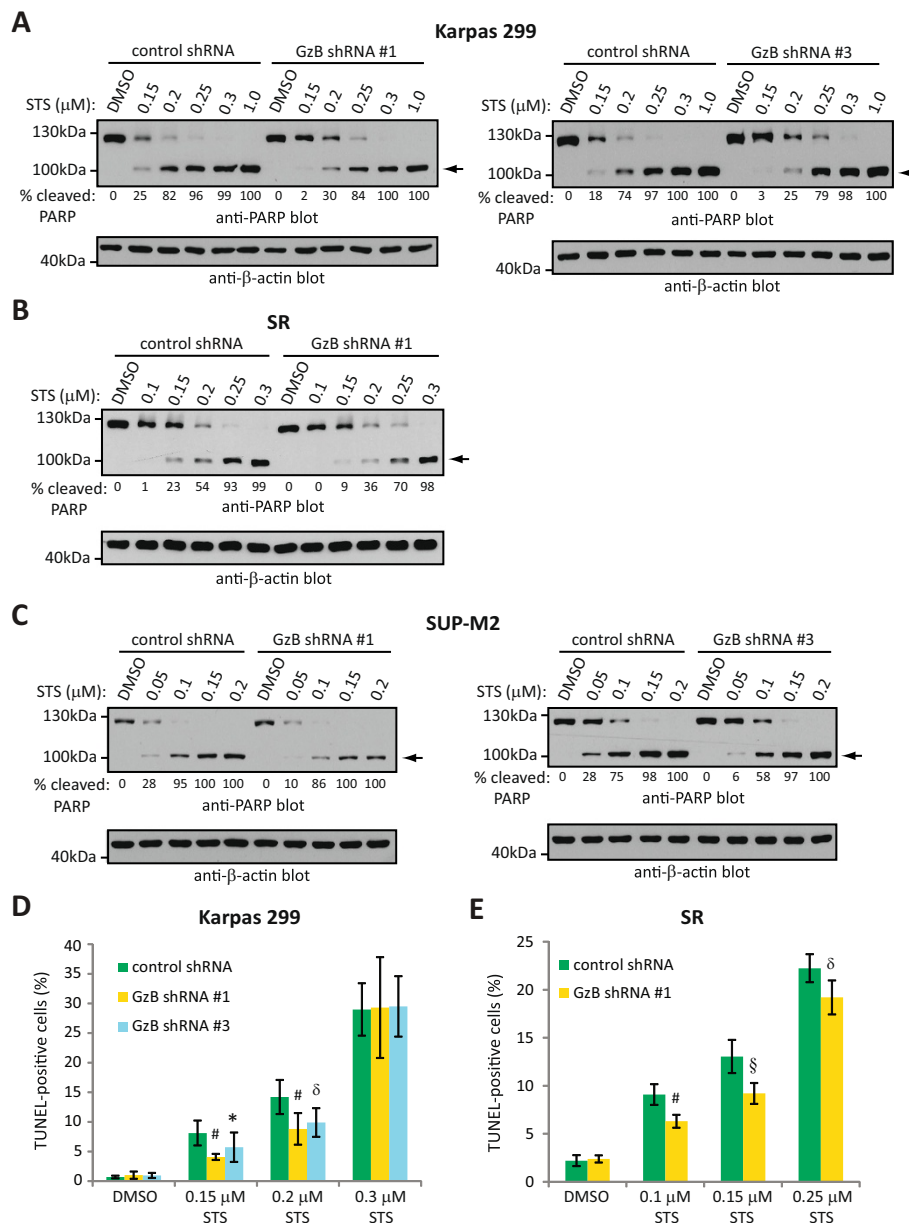 A
Karpas 299
control shRNA
GzB shRNA #1
STS (μM): DMSO 0.15 0.2 0.25 0.3 1.0 DMSO 0.15 0.2 0.25 0.3 1.0
130kDa
100kDa
% cleaved: 0 25 82 96 99 100 0 2 30 84 100 100
PARP
anti-PARP blot
40kDa
anti-β-actin blot
control shRNA
GzB shRNA #3
STS (μM): DMSO 0.15 0.2 0.25 0.3 1.0 DMSO 0.15 0.2 0.25 0.3 1.0
130kDa
100kDa
% cleaved: 0 18 74 97 100 100 0 3 25 79 98 100
PARP
anti-PARP blot
40kDa
anti-β-actin blot
B
SR
control shRNA
GzB shRNA #1
STS (μM): DMSO 0.1 0.15 0.2 0.25 0.3 DMSO 0.1 0.15 0.2 0.25 0.3
130kDa
100kDa
% cleaved: 0 1 23 54 93 99 0 0 9 36 70 98
PARP
anti-PARP blot
40kDa
anti-β-actin blot
C
SUP-M2
control shRNA
GzB shRNA #1
STS (μM): DMSO 0.05 0.1 0.15 0.2 DMSO 0.05 0.1 0.15 0.2
130kDa
100kDa
% cleaved: 0 28 95 100 100 0 10 86 100 100
PARP
anti-PARP blot
40kDa
anti-β-actin blot
control shRNA
GzB shRNA #3
STS (μM): DMSO 0.05 0.1 0.15 0.2 DMSO 0.05 0.1 0.15 0.2
130kDa
100kDa
% cleaved: 0 28 75 98 100 0 6 58 97 100
PARP
anti-PARP blot
40kDa
anti-β-actin blot
D
Karpas 299
TUNEL-positive cells (%)
40
35
30
25
20
15
10
5
0
control shRNA
GzB shRNA #1
GzB shRNA #3
# *
# δ
DMSO 0.15 μM 0.2 μM 0.3 μM
STS STS STS
E
SR
TUNEL-positive cells (%)
25
20
15
10
5
0
control shRNA
GzB shRNA #1
#
§
δ
DMSO 0.1 μM 0.15 μM 0.25 μM
STS STS STS